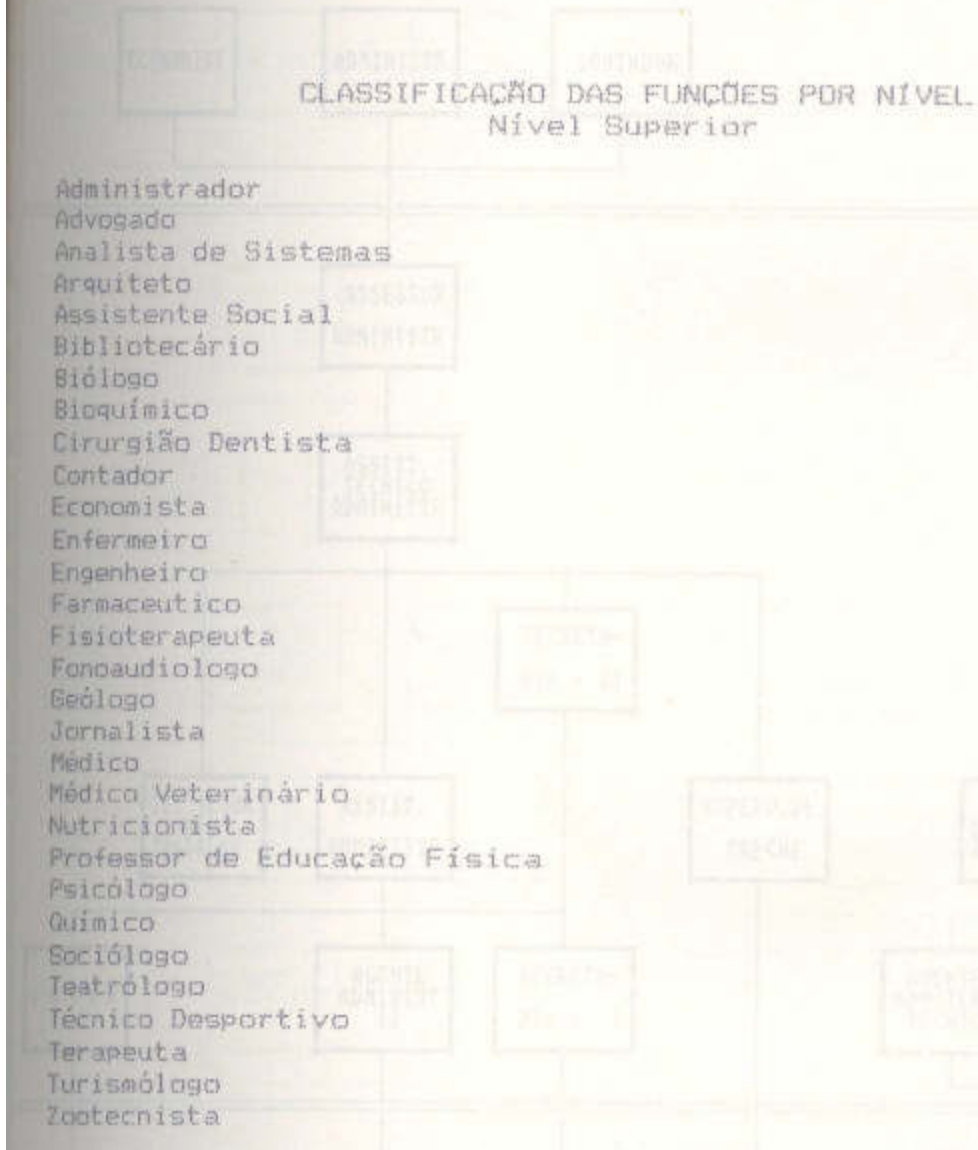 CLASSIFICAÇÃO DAS FUNÇÕES POR NÍVEL
Nível Superior
Administrador
Advogado
Analista de Sistemas
Arquiteto
Assistente Social
Bibliotecário
Biólogo
Bioquímico
Cirurgião Dentista
Contador
Economista
Enfermeiro
Engenheiro
Farmaceutico
Fisioterapeuta
Fonoaudiologo
Geólogo
Jornalista
Médico
Médico Veterinário
Nutricionista
Professor de Educação Física
Psicólogo
Químico
Sociólogo
Teatrólogo
Técnico Desportivo
Terapeuta
Turismólogo
Zootecnista